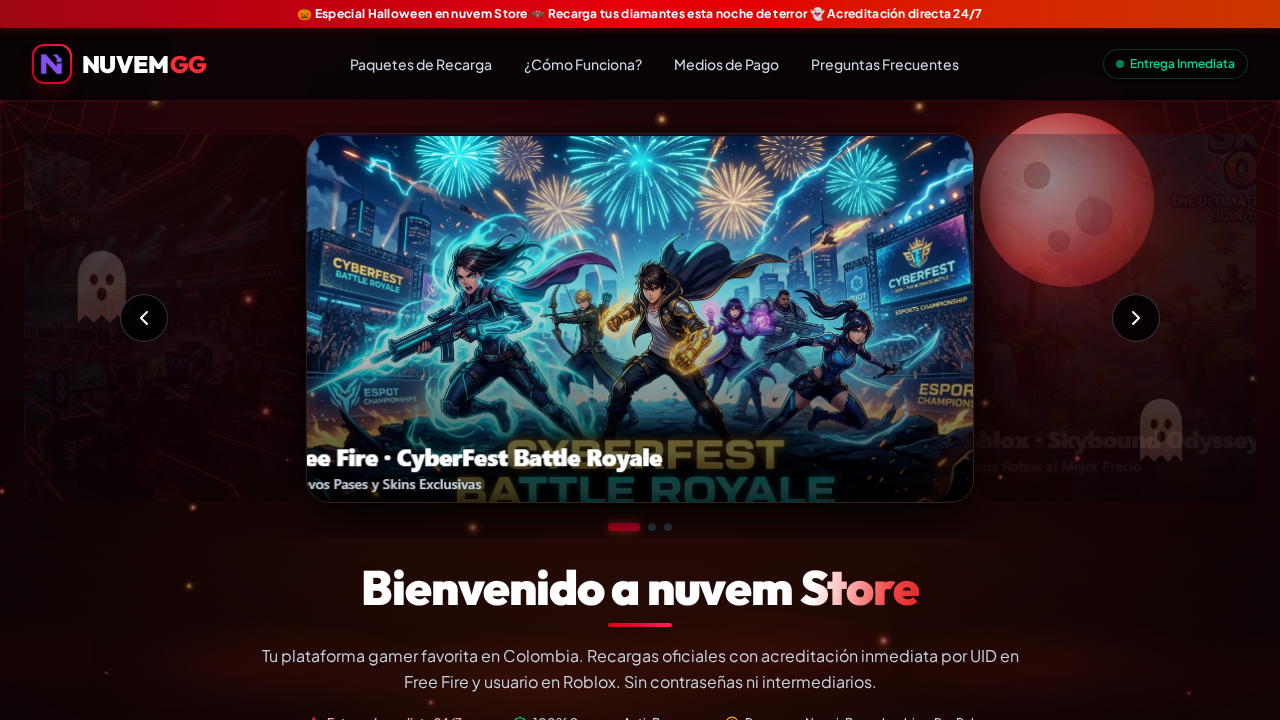 🎃 Especial Halloween en nuvem Store 🦇 Recarga tus diamantes esta noche de terror 👻 Acreditación directa 24/7
NUVEMGG
Paquetes de Recarga
¿Cómo Funciona?
Medios de Pago
Preguntas Frecuentes
Entrega Inmediata
CYBERFEST
BATTLE ROYALE
CYBERFEST
ESPORTS CHAMPIONSHIP
ESPOT
CHAMPIONSHIPS
ESPOR
CHAMPIONS
CYBERFEST
BATTLE ROYALE
ee Fire · CyberFest Battle Royale
evos Pases y Skins Exclusivas
THE ULTIMATE
JOIN T
oblox · Skybound Odyssey
rga Robux al Mejor Precio
Bienvenido a nuvem Store
Tu plataforma gamer favorita en Colombia. Recargas oficiales con acreditación inmediata por UID en
Free Fire y usuario en Roblox. Sin contraseñas ni intermediarios.